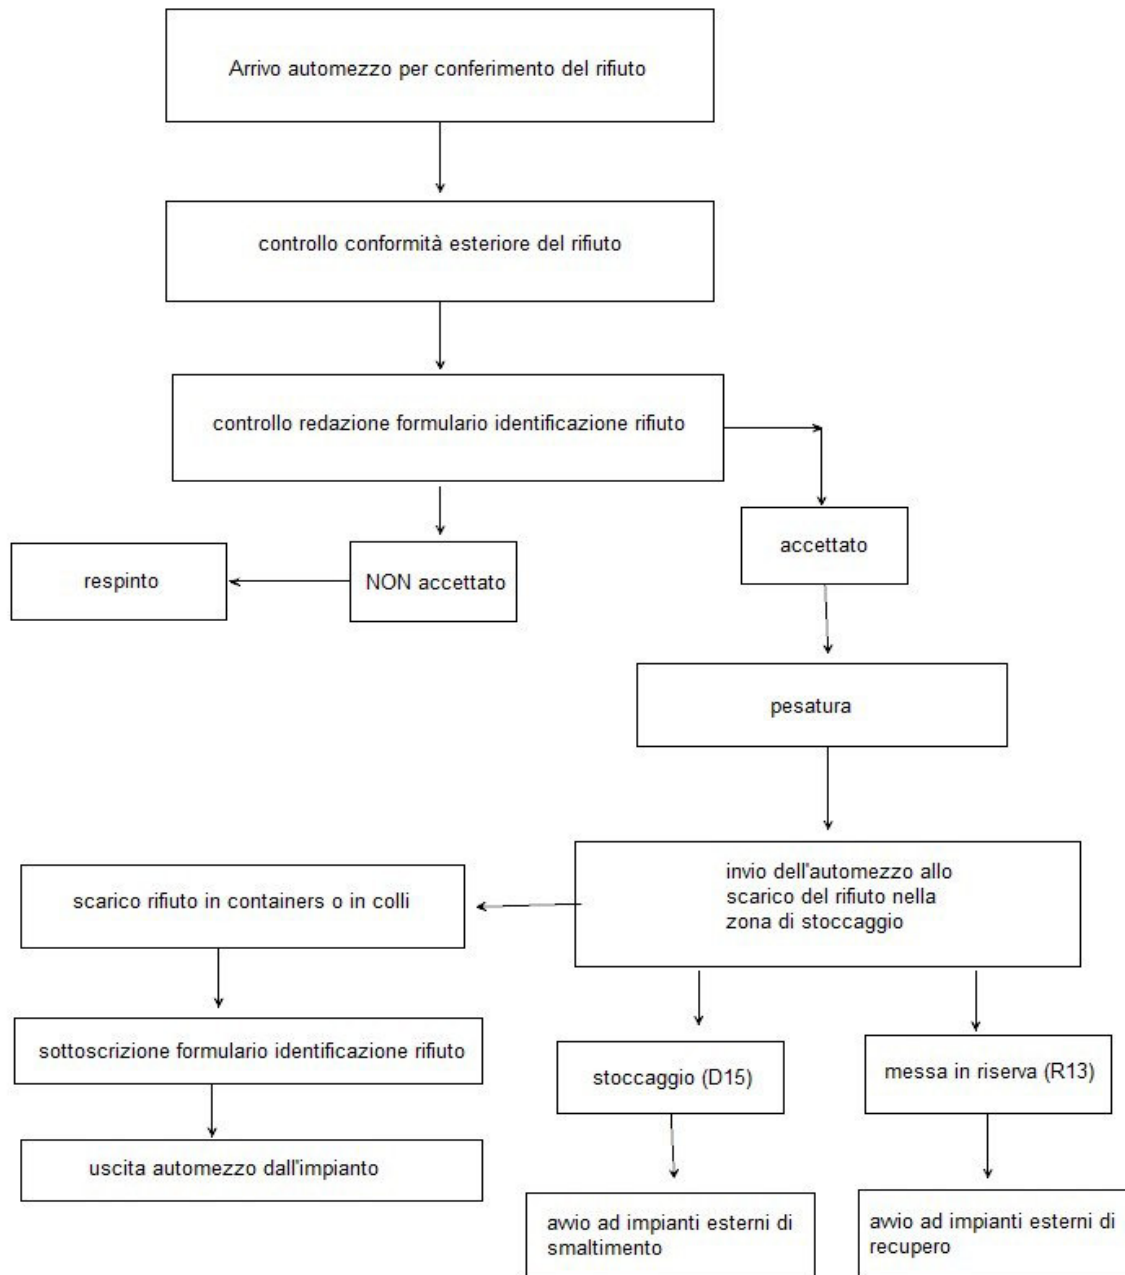 Arrivo automezzo per conferimento del rifiuto
controllo conformità esteriore del rifiuto
controllo redazione formulario identificazione rifiuto
accettato
respinto
NON accettato
pesatura
invio dell'automezzo allo
scarico del rifiuto nella
zona di stoccaggio
scarico rifiuto in containers o in colli
sottoscrizione formulario identificazione rifiuto
uscita automezzo dall'impianto
stoccaggio (D15)
messa in riserva (R13)
avvio ad impianti esterni di
smaltimento
avvio ad impianti esterni di
recupero